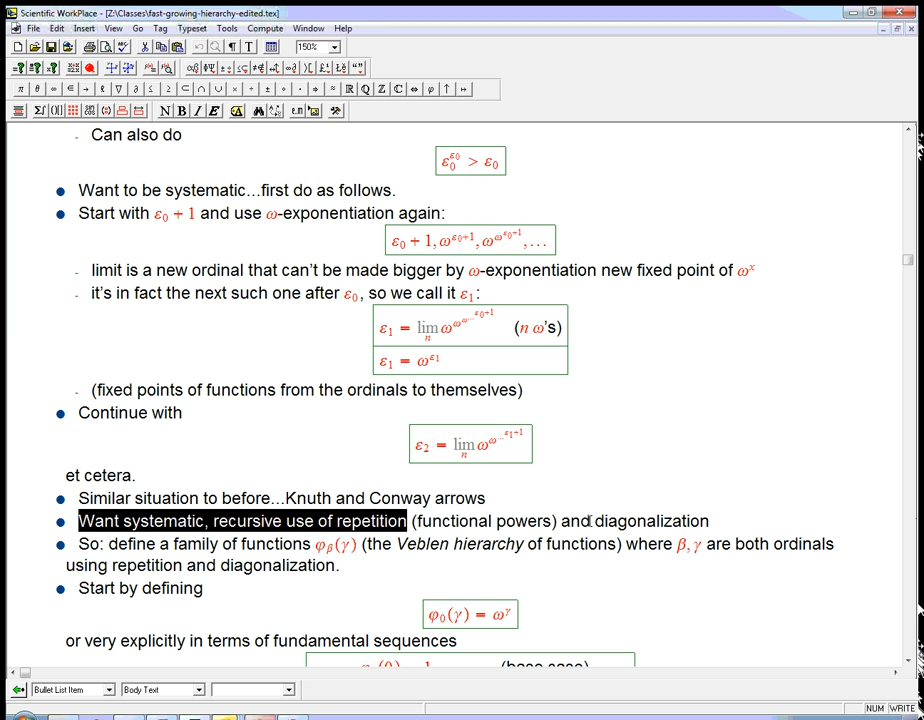 Scientific WorkPlace - [Z:\Classes\fast-growing-hierarchy-edited.tex]
File Edit Insert View Go Tag Typeset Tools Compute Window Help
150%
N B I E
- Can also do
ε₀^ε₀ > ε₀
• Want to be systematic...first do as follows.
• Start with ε₀ + 1 and use ω-exponentiation again:
ε₀ + 1, ω^(ε₀+1), ω^(ω^(ε₀+1)), ...
- limit is a new ordinal that can't be made bigger by ω-exponentiation new fixed point of ω^x
- it's in fact the next such one after ε₀, so we call it ε₁:
ε₁ = lim_n ω^(ω^(ω^(...^(ε₀+1)))) (n ω's)
ε₁ = ω^ε₁
- (fixed points of functions from the ordinals to themselves)
• Continue with
ε₂ = lim_n ω^(ω^(...^(ε₁+1)))
et cetera.
• Similar situation to before...Knuth and Conway arrows
• Want systematic, recursive use of repetition (functional powers) and diagonalization
• So: define a family of functions φ_β(γ) (the Veblen hierarchy of functions) where β, γ are both ordinals
using repetition and diagonalization.
• Start by defining
φ₀(γ) = ω^γ
or very explicitly in terms of fundamental sequences
(base case)
Bullet List Item Body Text
NUM WRITE